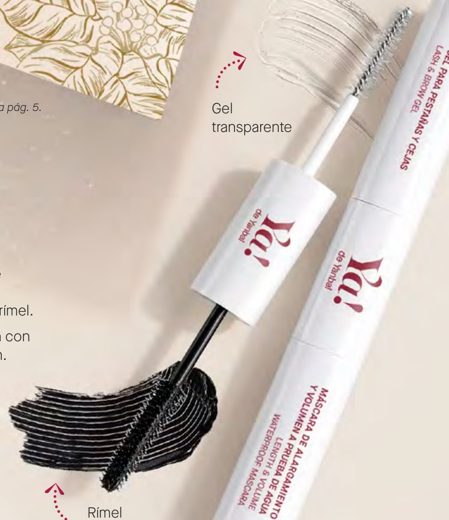 a pág. 5.
Gel
transparente
GEL PARA PESTAÑAS Y CEJAS
LASH & BROW GEL
Ya!
de Yanbal
Ya!
de Yanbal
rímel.
con
MÁSCARA DE ALARGAMIENTO
Y VOLUMEN A PRUEBA DE AGUA
LENGTH & VOLUME
WATERPROOF MASCARA
Rímel